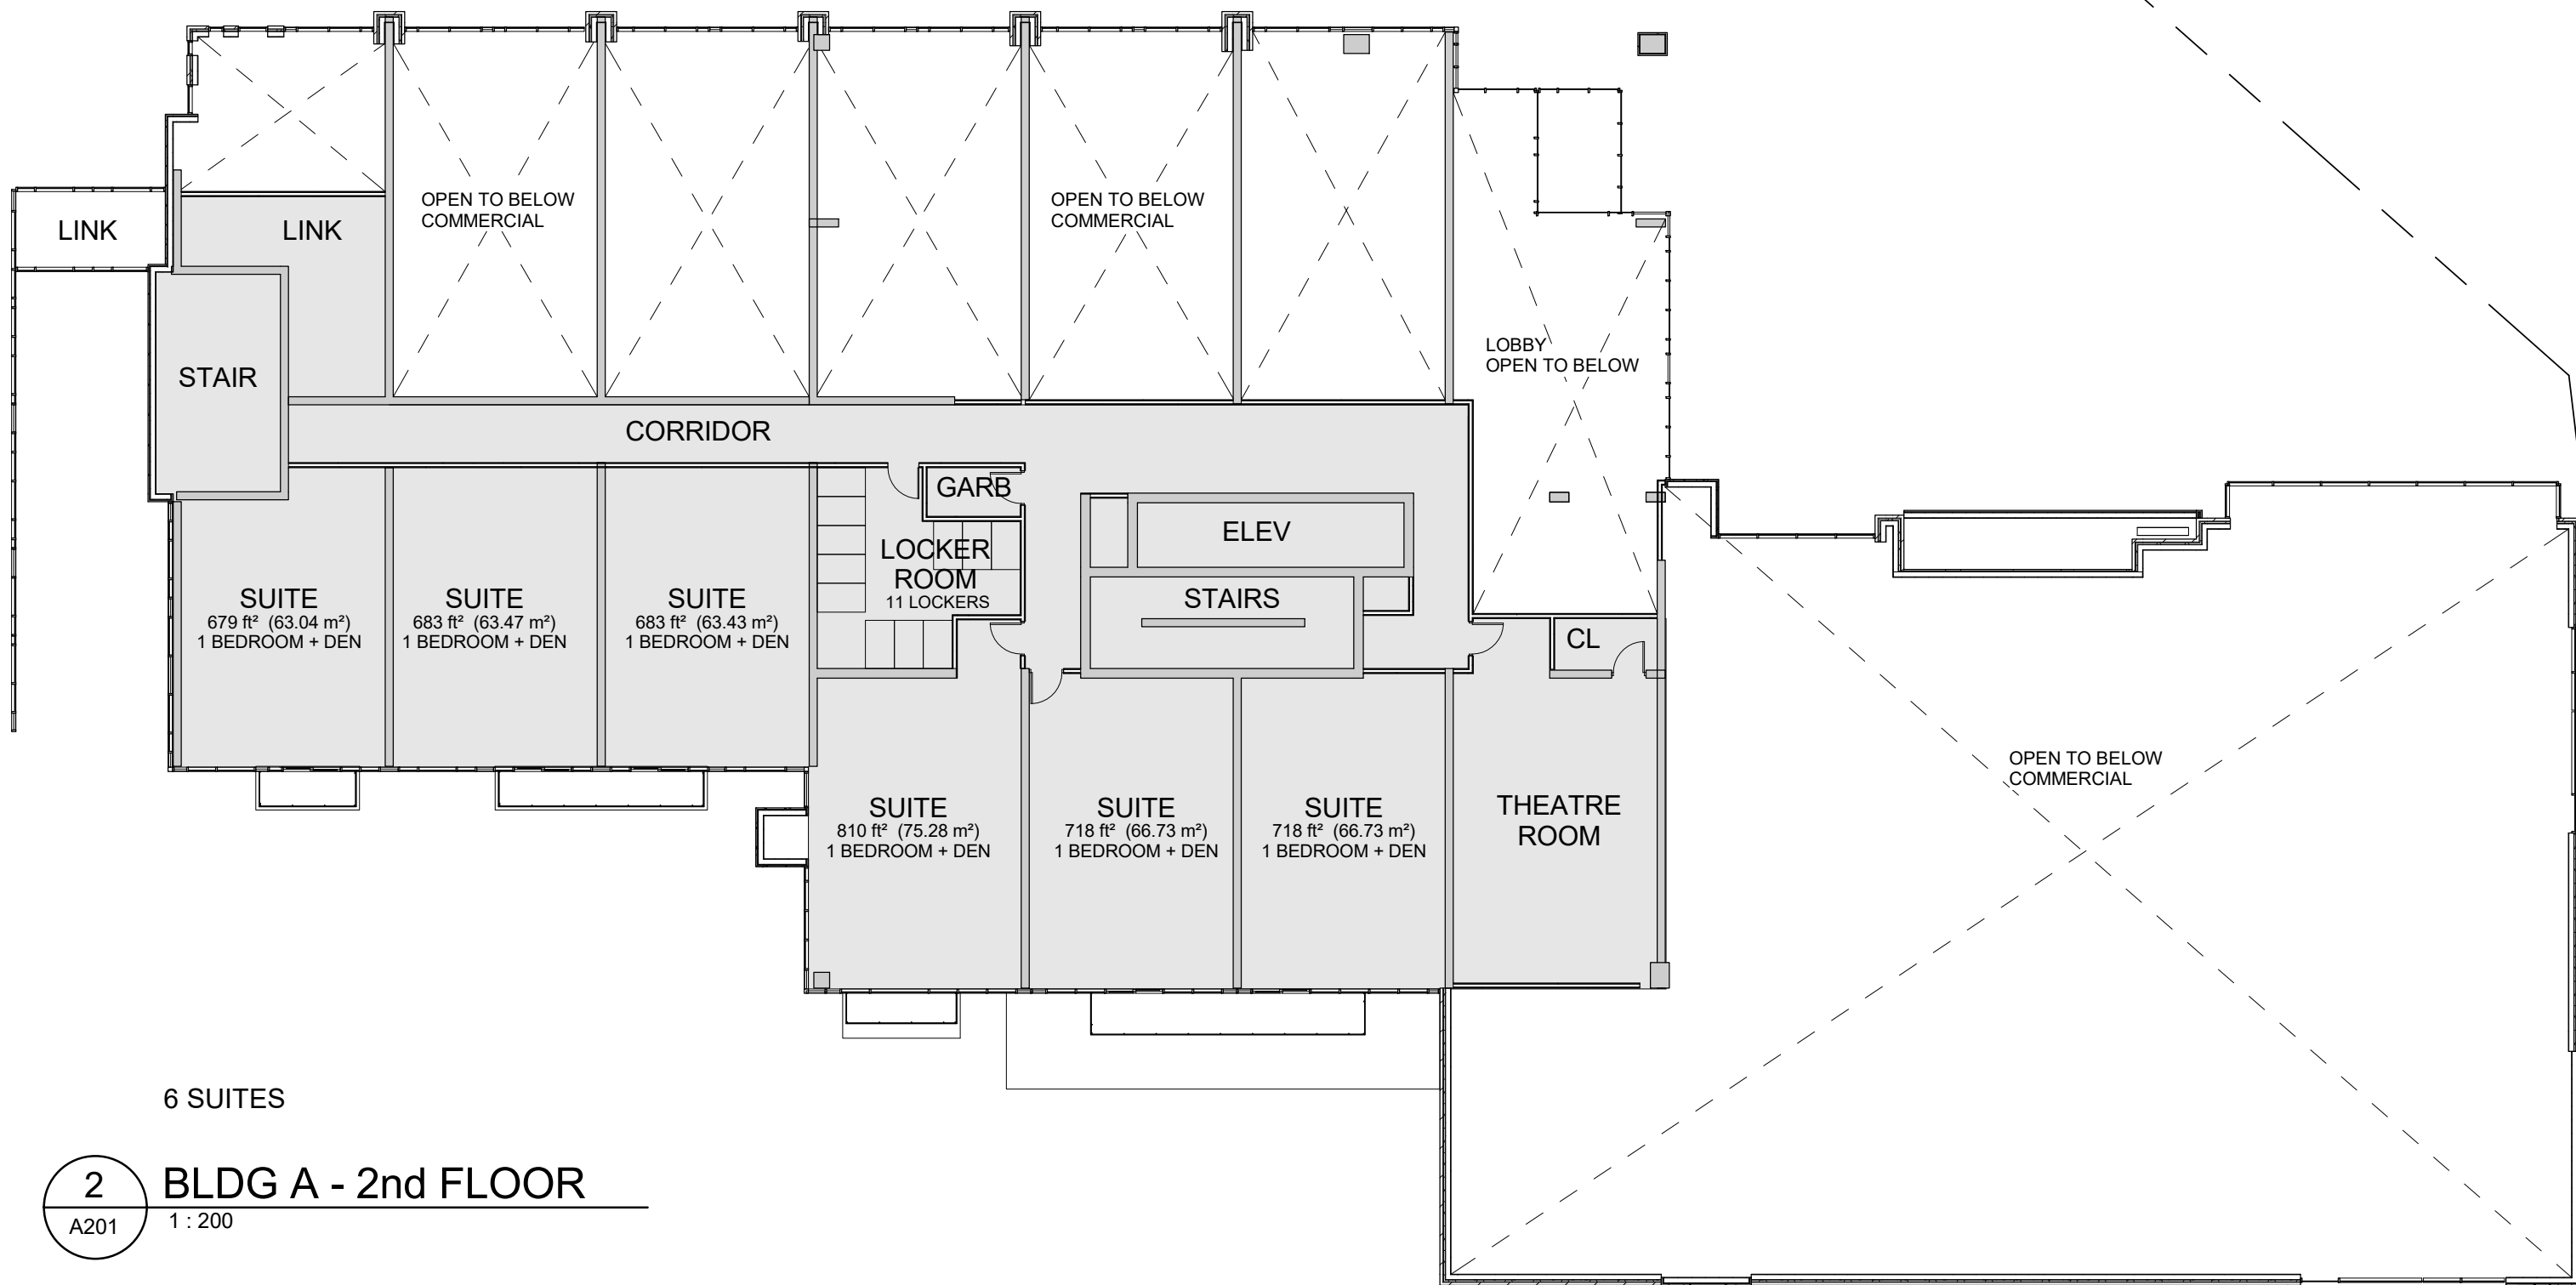 OPEN TO BELOW
COMMERCIAL
OPEN TO BELOW
COMMERCIAL
LINK
LINK
LOBBY
OPEN TO BELOW
STAIR
CORRIDOR
GARB
ELEV
LOCKER
ROOM
11 LOCKERS
STAIRS
SUITE
679 ft² (63.04 m²)
1 BEDROOM + DEN
SUITE
683 ft² (63.47 m²)
1 BEDROOM + DEN
SUITE
683 ft² (63.43 m²)
1 BEDROOM + DEN
CL
OPEN TO BELOW
COMMERCIAL
SUITE
810 ft² (75.28 m²)
1 BEDROOM + DEN
SUITE
718 ft² (66.73 m²)
1 BEDROOM + DEN
SUITE
718 ft² (66.73 m²)
1 BEDROOM + DEN
THEATRE
ROOM
6 SUITES
2
A201
BLDG A - 2nd FLOOR
1 : 200